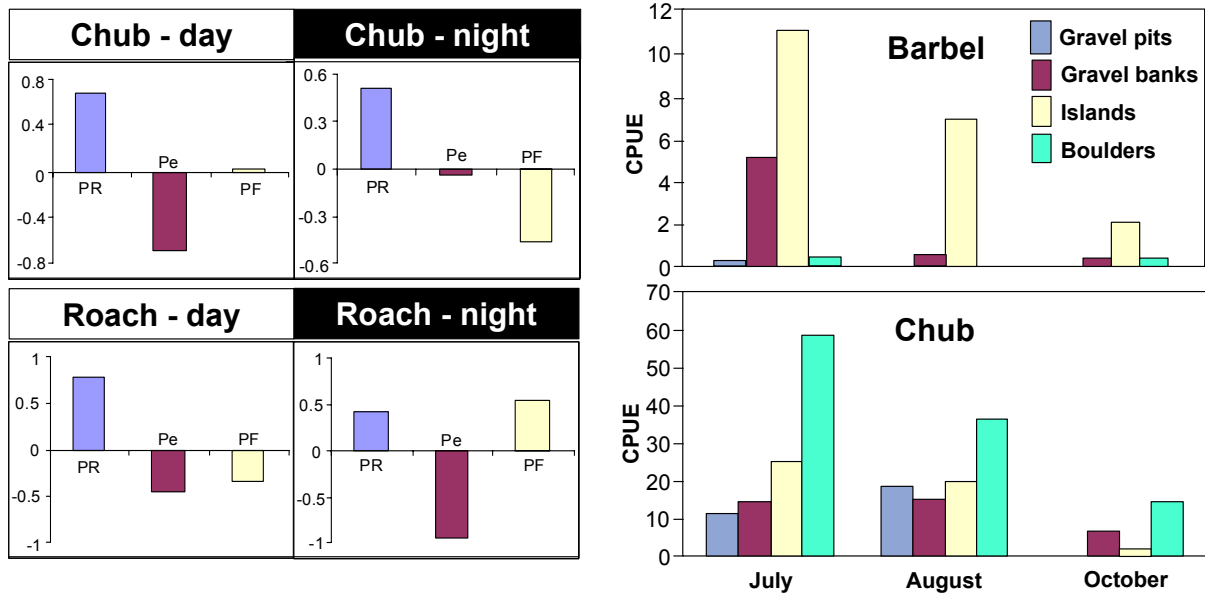 Chub - day
Chub - night
0.8
0.4
0
-0.4
-0.8
PR
Pe
PF
0.6
0.3
0
-0.3
-0.6
PR
Pe
PF
Roach - day
Roach - night
1
0.5
0
-0.5
-1
PR
Pe
PF
1
0.5
0
-0.5
-1
PR
Pe
PF
12
10
8
6
4
2
0
CPUE
Barbel
Gravel pits
Gravel banks
Islands
Boulders
70
60
50
40
30
20
10
0
CPUE
Chub
July August October